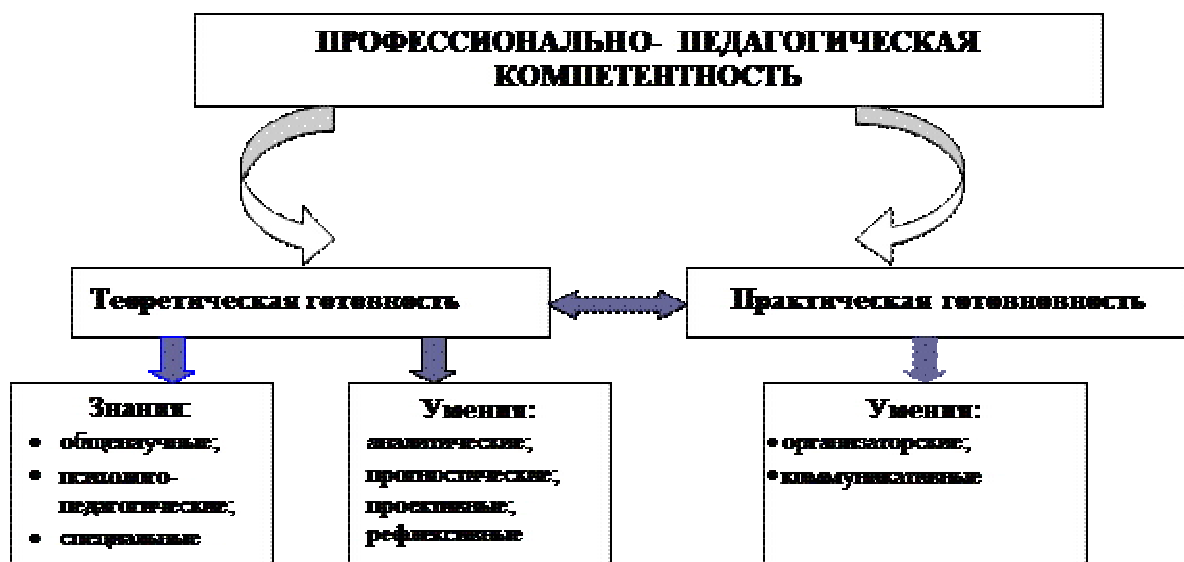 ПРОФЕССИОНАЛЬНО- ПЕДАГОГИЧЕСКАЯ
КОМПЕТЕНТНОСТЬ
Теоретическая готовность
Практическая готовновность
Знания:
• общенаучные;
• психолого-
педагогические;
• специальные
Умения:
аналитические;
прогностические;
проективные;
рефлексивные
Умения:
• организаторские;
• коммуникативные